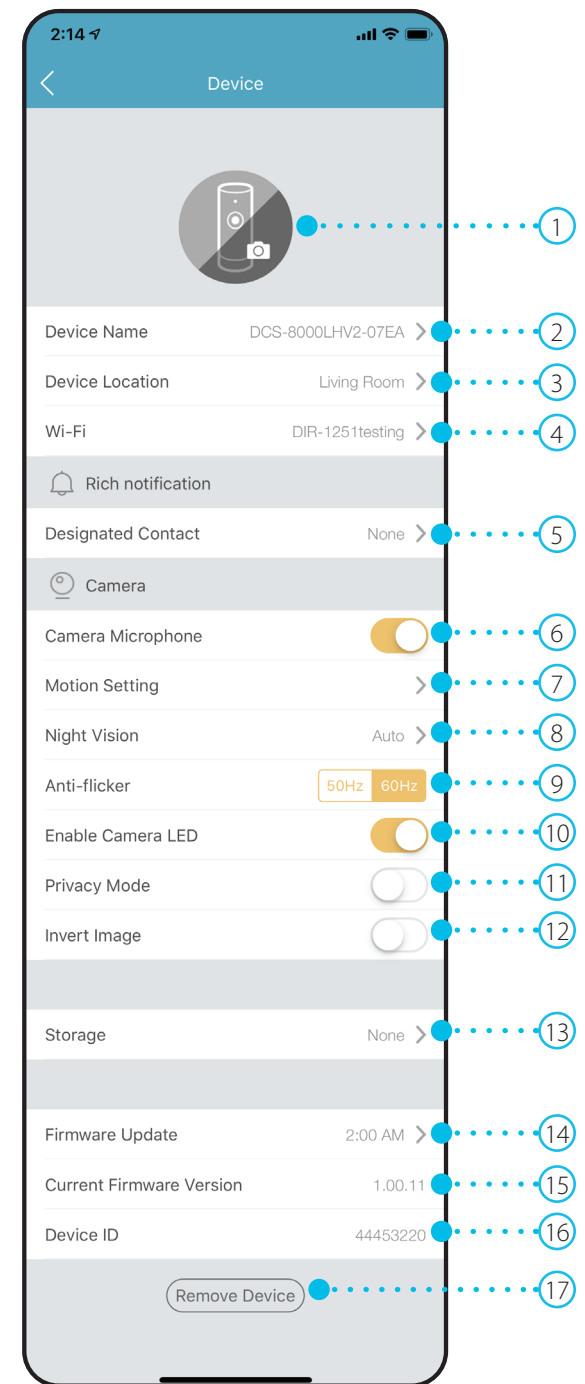 2:14
Device
1
Device Name DCS-8000LHV2-07EA 2
Device Location Living Room 3
Wi-Fi DIR-1251testing 4
Rich notification
Designated Contact None 5
Camera
Camera Microphone 6
Motion Setting 7
Night Vision Auto 8
Anti-flicker 50Hz 60Hz 9
Enable Camera LED 10
Privacy Mode 11
Invert Image 12
Storage None 13
Firmware Update 2:00 AM 14
Current Firmware Version 1.00.11 15
Device ID 44453220 16
Remove Device 17